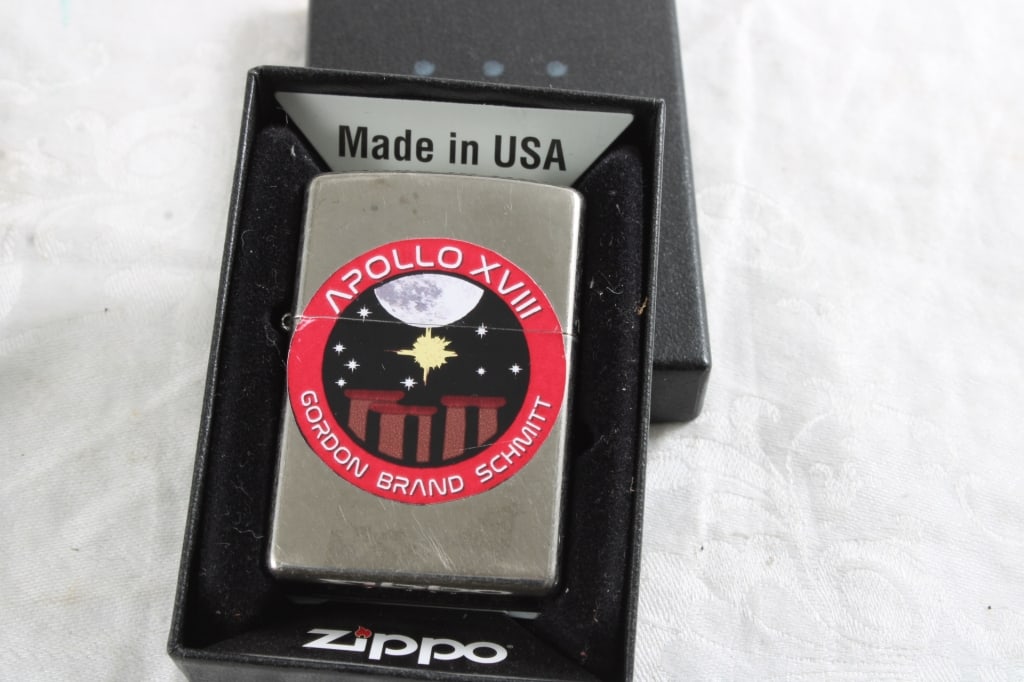 Made in USA
APOLLO XVIII
GORDON BRAND SCHMITT
Zippo